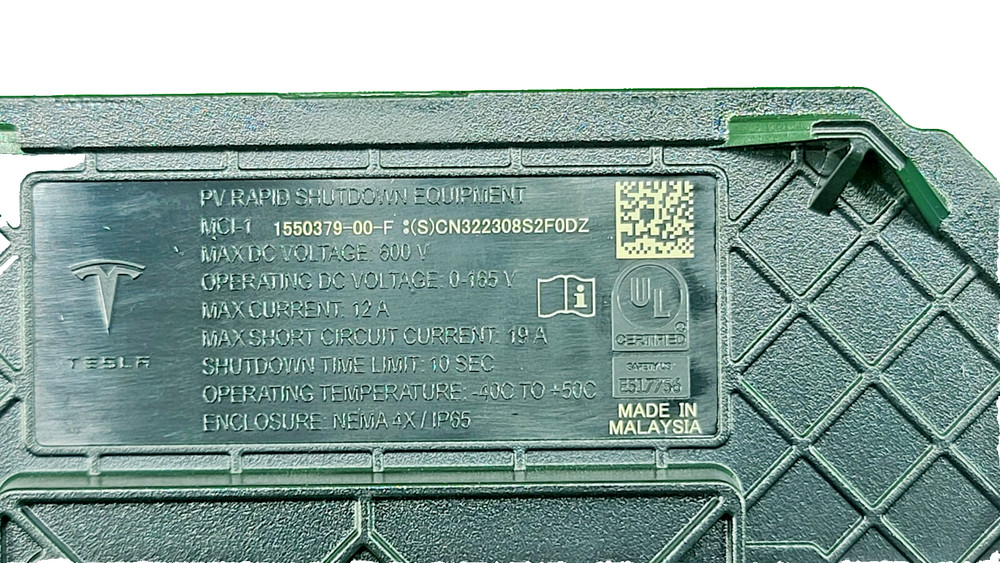 PV RAPID SHUTDOWN EQUIPMENT
MCI-1 1550379-00-F :(S)CN322308S2F0DZ
MAX DC VOLTAGE: 600 V
OPERATING DC VOLTAGE: 0-165 V
MAX CURRENT: 12 A
MAX SHORT CIRCUIT CURRENT: 19 A
SHUTDOWN TIME LIMIT: 10 SEC
OPERATING TEMPERATURE: -40C TO +50C
ENCLOSURE: NEMA 4X / IP65
TESLA
UL
CERTIFIED
SAFETY US
E517756
MADE IN
MALAYSIA